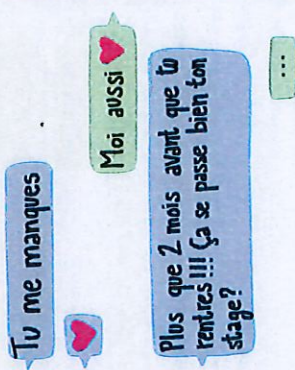 Tu me manques
Moi aussi
Plus que 2 mois avant que tu
rentres!!! Ça se passe bien ton
stage?
...